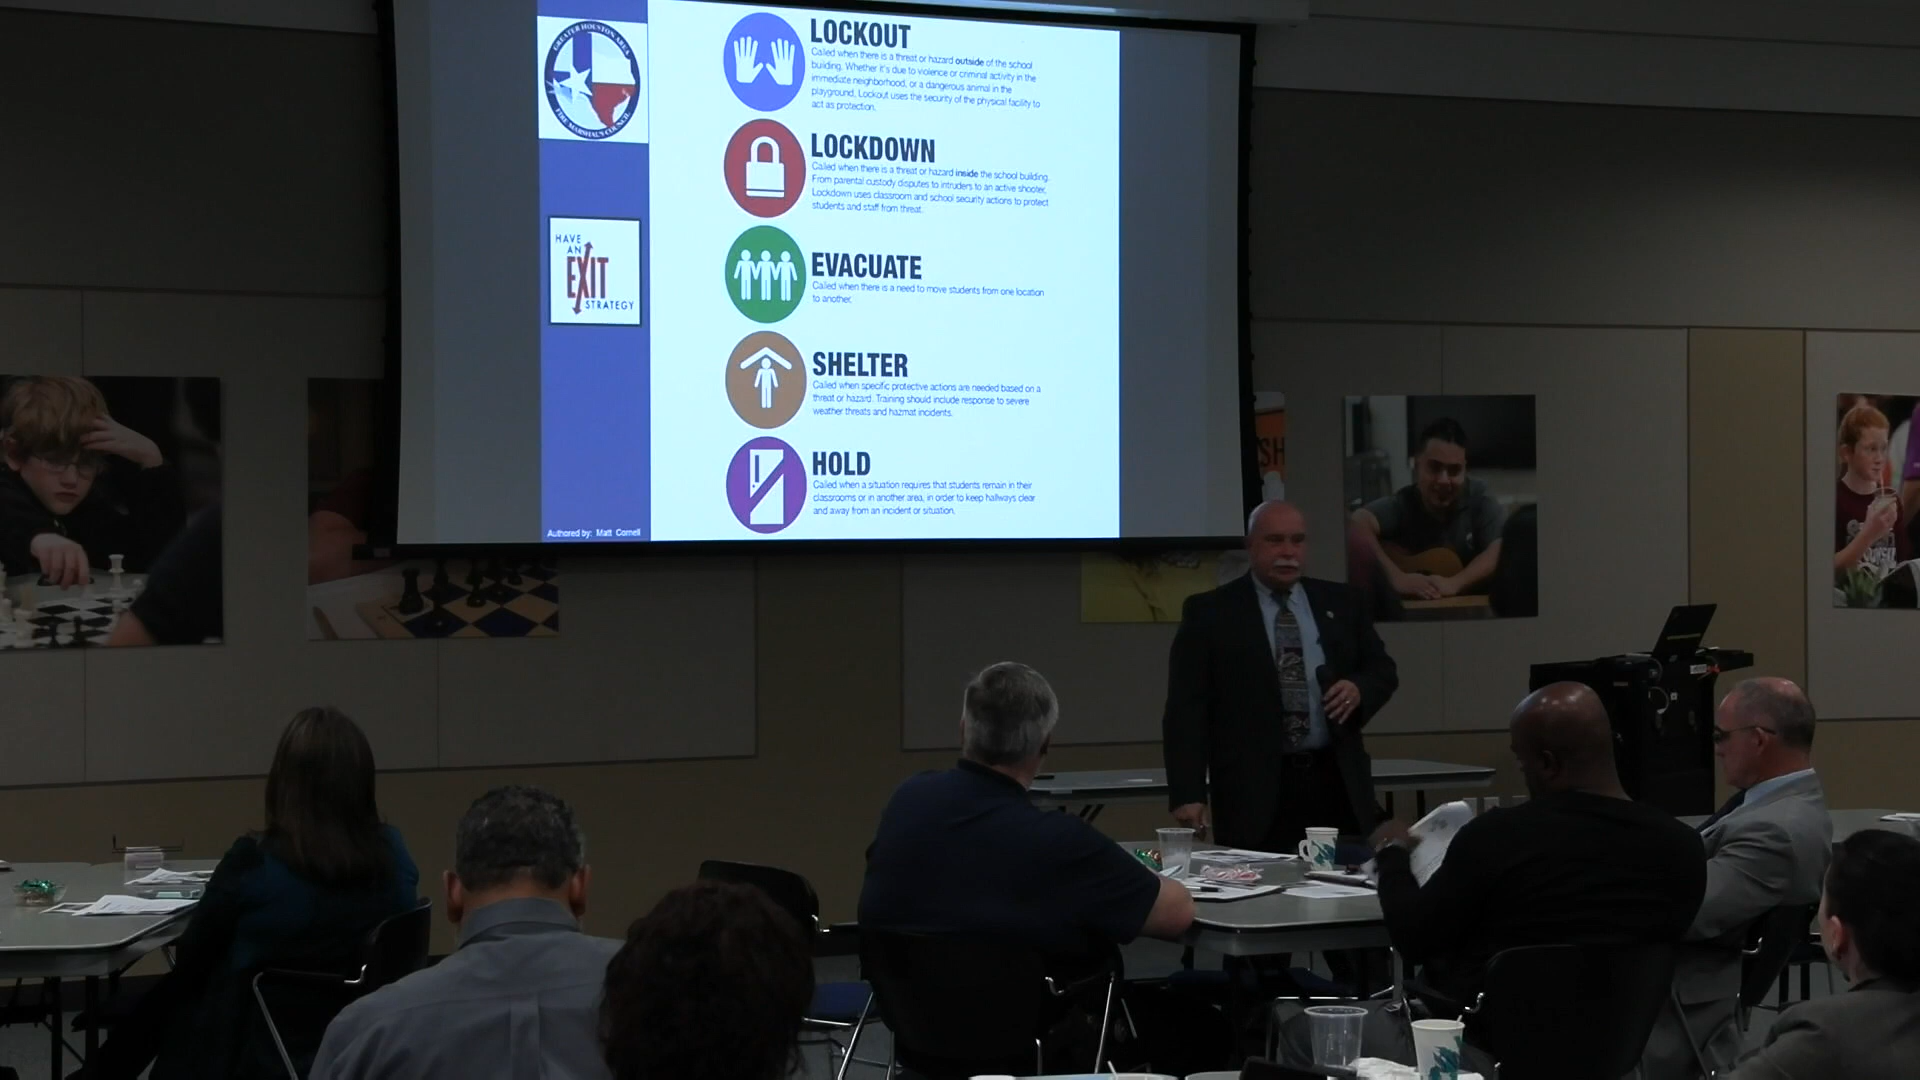 GREATER HOUSTON AREA
FIRE MARSHAL'S COUNCIL
HAVE
AN
EXIT
STRATEGY
Authored by: Matt Cornell
LOCKOUT
Called when there is a threat or hazard outside of the school
building. Whether it's due to violence or criminal activity in the
immediate neighborhood, or a dangerous animal in the
playground, Lockout uses the security of the physical facility to
act as protection.
LOCKDOWN
Called when there is a threat or hazard inside the school building.
From parental custody disputes to intruders to an active shooter,
Lockdown uses classroom and school security actions to protect
students and staff from threat.
EVACUATE
Called when there is a need to move students from one location
to another.
SHELTER
Called when specific protective actions are needed based on a
threat or hazard. Training should include response to severe
weather threats and hazmat incidents.
HOLD
Called when a situation requires that students remain in their
classrooms or in another area, in order to keep hallways clear
and away from an incident or situation.
SH